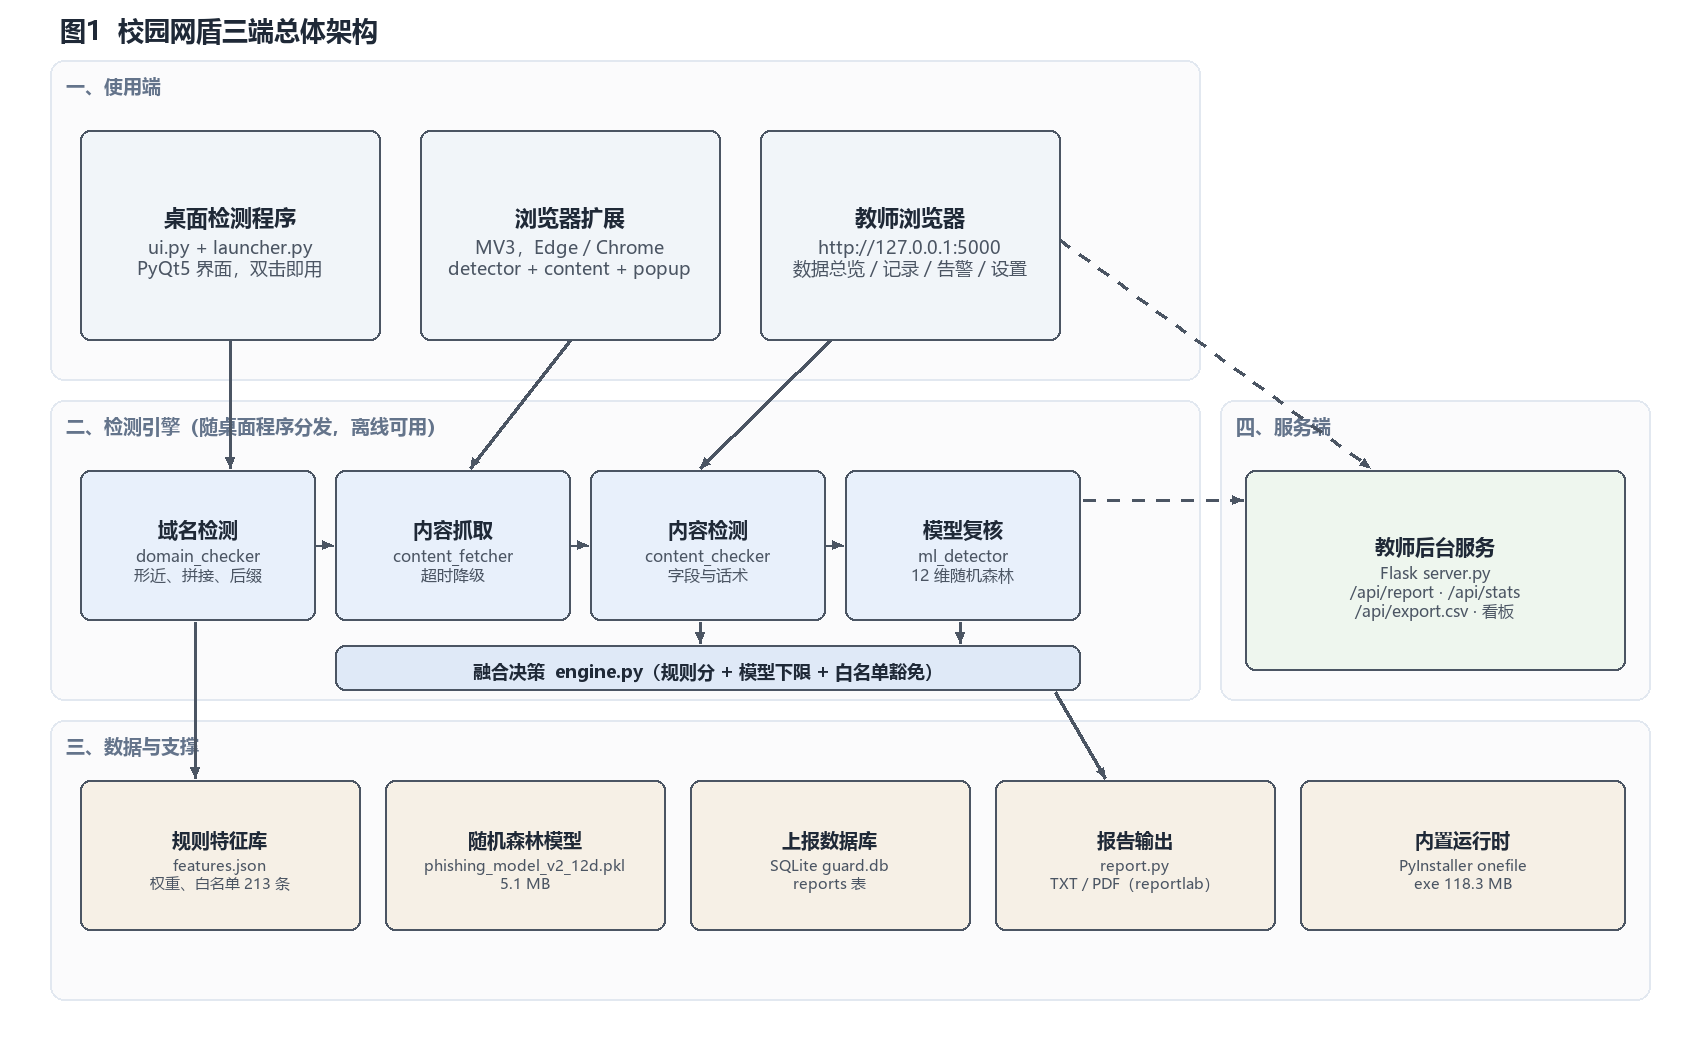 图1 校园网盾三端总体架构
一、使用端
桌面检测程序
ui.py + launcher.py
PyQt5 界面，双击即用
浏览器扩展
MV3，Edge / Chrome
detector + content + popup
教师浏览器
http://127.0.0.1:5000
数据总览 / 记录 / 告警 / 设置
二、检测引擎（随桌面程序分发，离线可用）
域名检测
domain_checker
形近、拼接、后缀
内容抓取
content_fetcher
超时降级
内容检测
content_checker
字段与话术
模型复核
ml_detector
12 维随机森林
融合决策 engine.py（规则分 + 模型下限 + 白名单豁免）
四、服务端
教师后台服务
Flask server.py
/api/report · /api/stats
/api/export.csv · 看板
三、数据与支撑
规则特征库
features.json
权重、白名单 213 条
随机森林模型
phishing_model_v2_12d.pkl
5.1 MB
上报数据库
SQLite guard.db
reports 表
报告输出
report.py
TXT / PDF（reportlab）
内置运行时
PyInstaller onefile
exe 118.3 MB